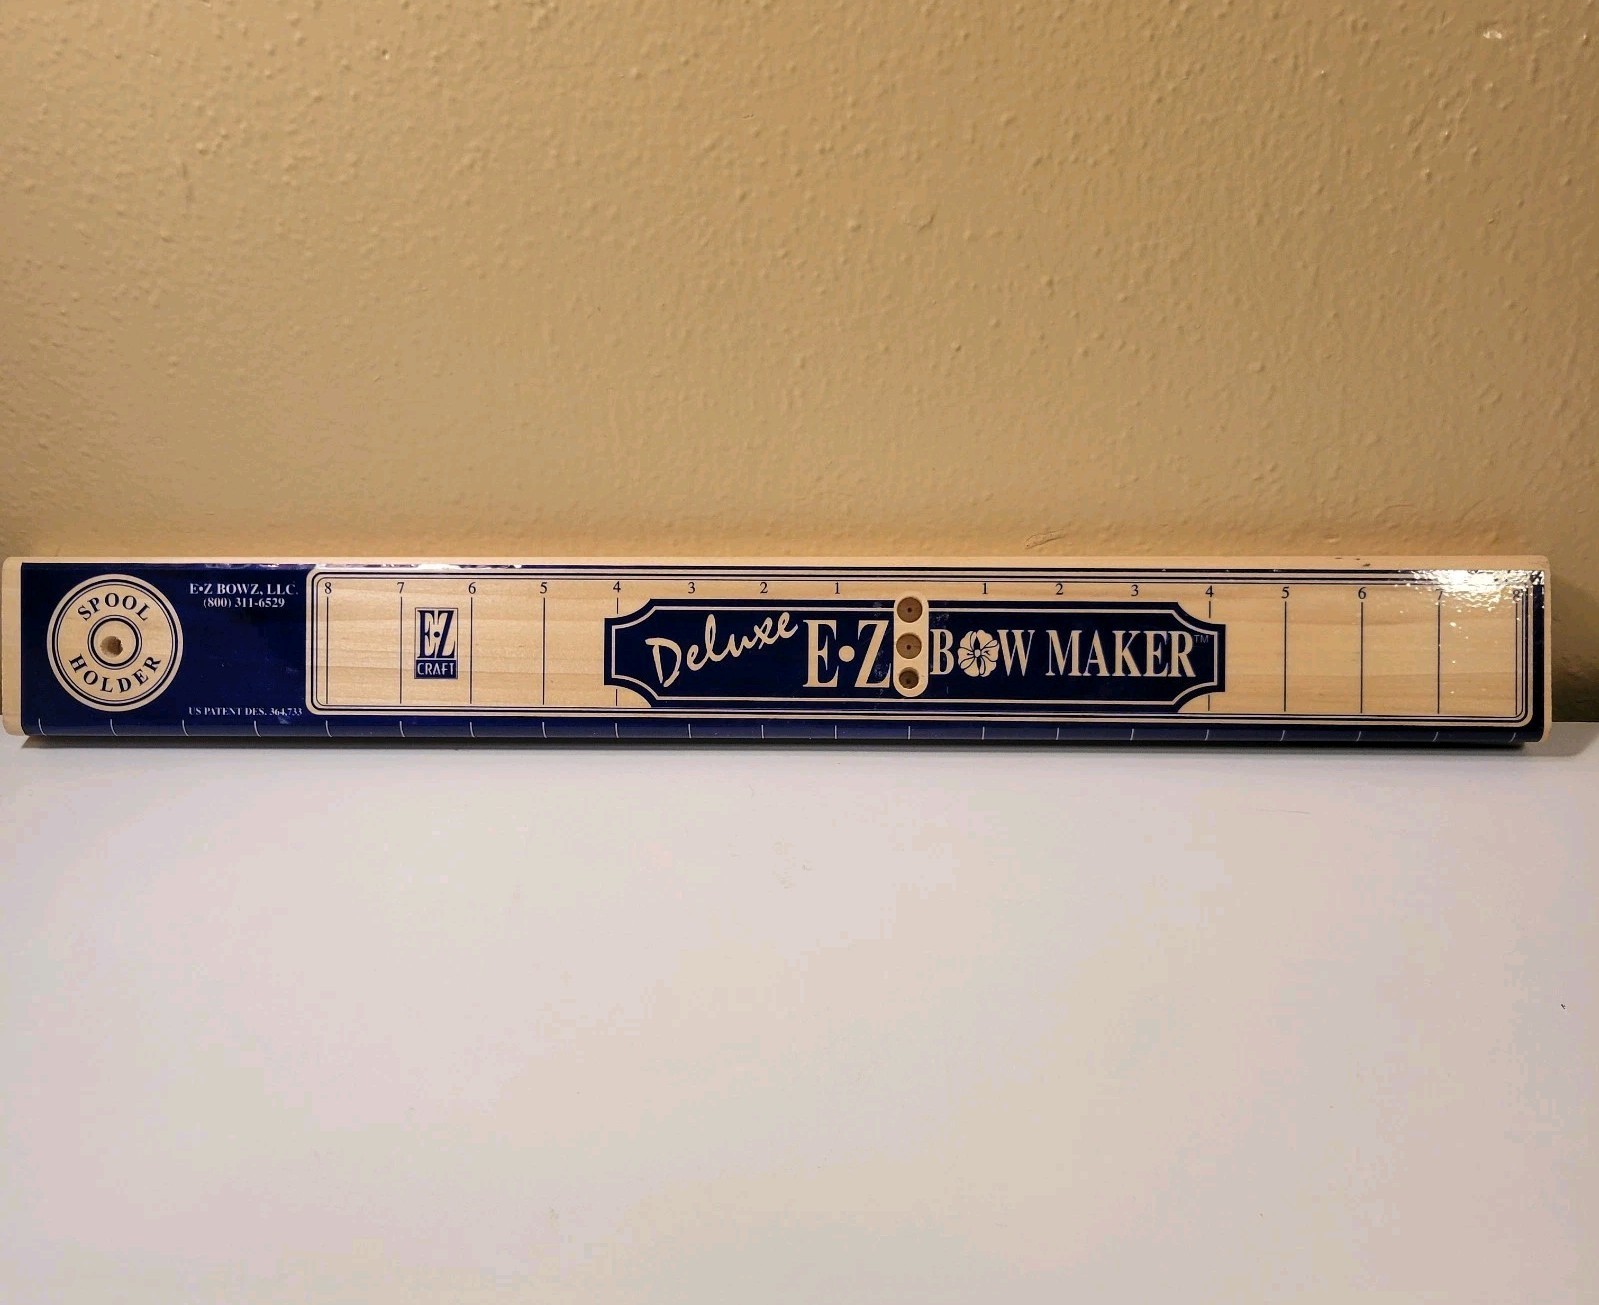 SPOOL
HOLDER
E•Z BOWZ, LLC.
(800) 311-6529
US PATENT DES. 364,733
8 7 6 5 4 3 2 1 1 2 3 4 5 6 7 8
E•Z
CRAFT
Deluxe E•Z BOW MAKER™